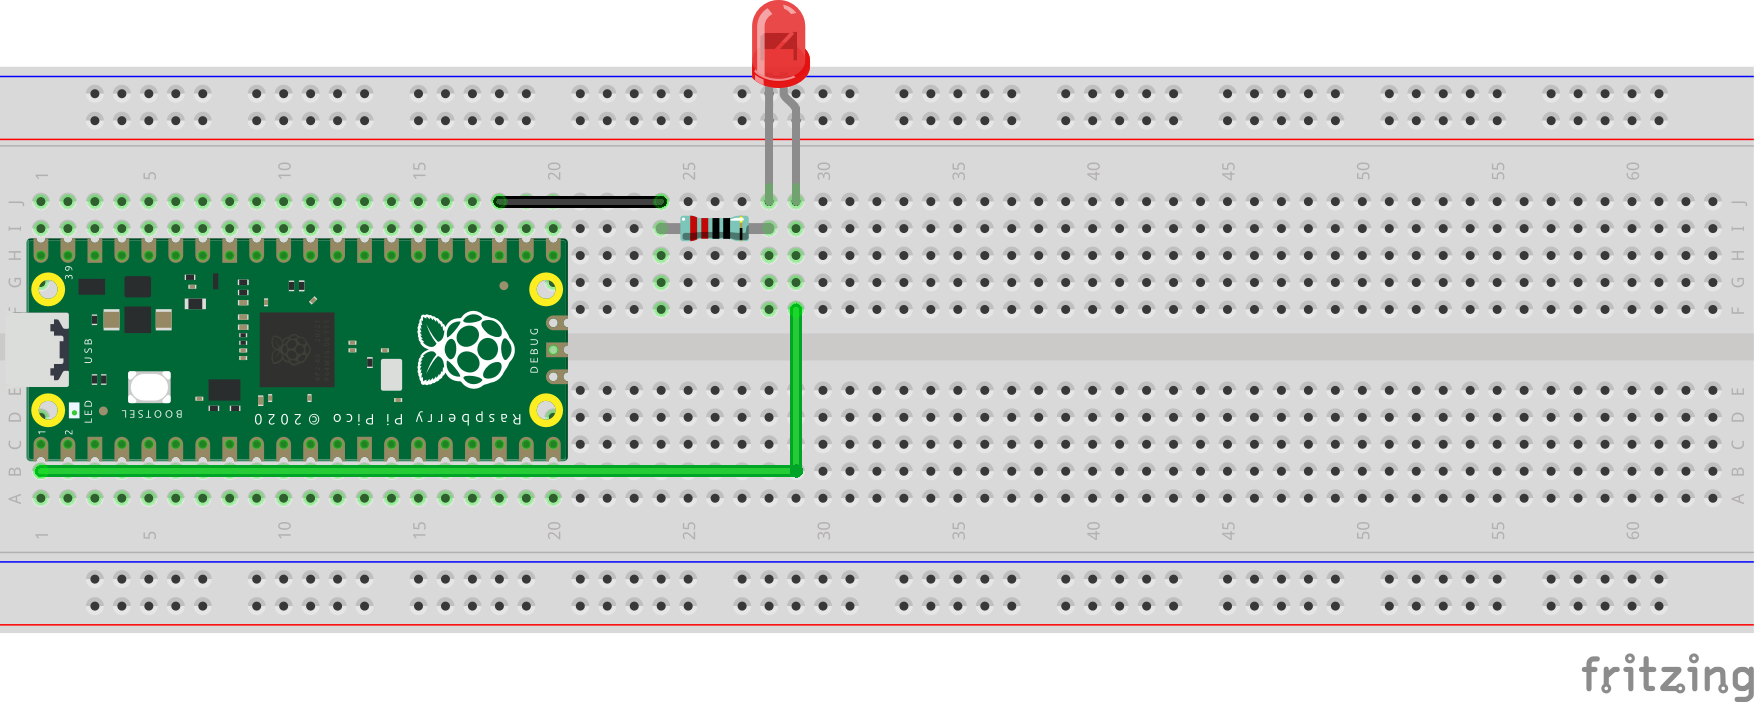 1 5 10 15 20 25 30 35 40 45 50 55 60
J J
I I
H H
G G
F
39
USB
DEBUG
E E
D D
LED
BOOTSEL
Raspberry Pi Pico © 2020
1 2
C C
B B
A A
1 5 10 15 20 25 30 35 40 45 50 55 60
fritzing